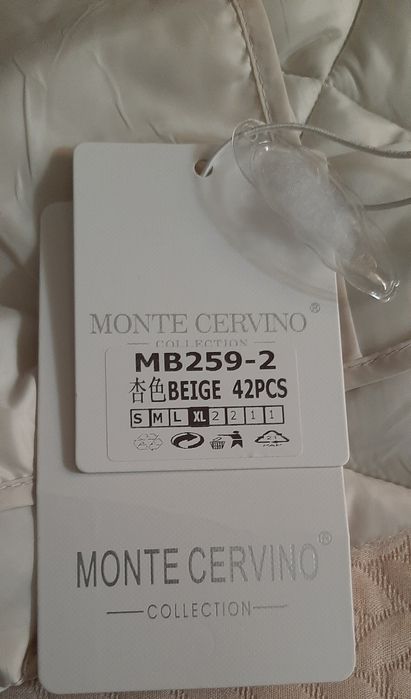 MONTE CERVINO®
COLLECTION
MB259-2
杏色BEIGE 42PCS
S M L XL 2 2 1 1
MONTE CERVINO®
COLLECTION